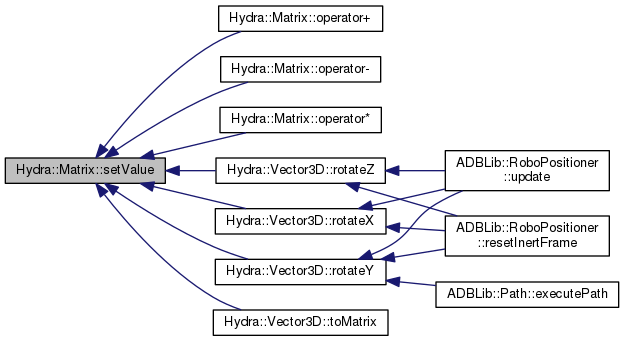 Hydra::Matrix::operator+
Hydra::Matrix::operator-
Hydra::Matrix::operator*
Hydra::Matrix::setValue
Hydra::Vector3D::rotateZ
ADBLib::RoboPositioner
::update
Hydra::Vector3D::rotateX
ADBLib::RoboPositioner
::resetInertFrame
Hydra::Vector3D::rotateY
ADBLib::Path::executePath
Hydra::Vector3D::toMatrix